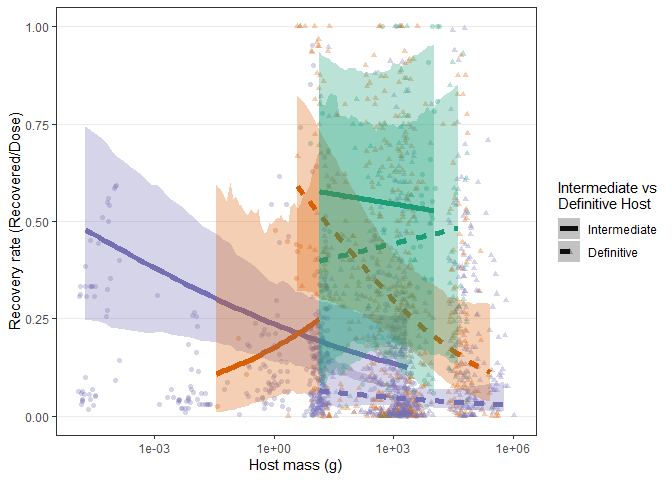 1.00
0.75
0.50
0.25
0.00
Recovery rate (Recovered/Dose)
1e-03
1e+00
1e+03
1e+06
Host mass (g)
Intermediate vs
Definitive Host
Intermediate
Definitive